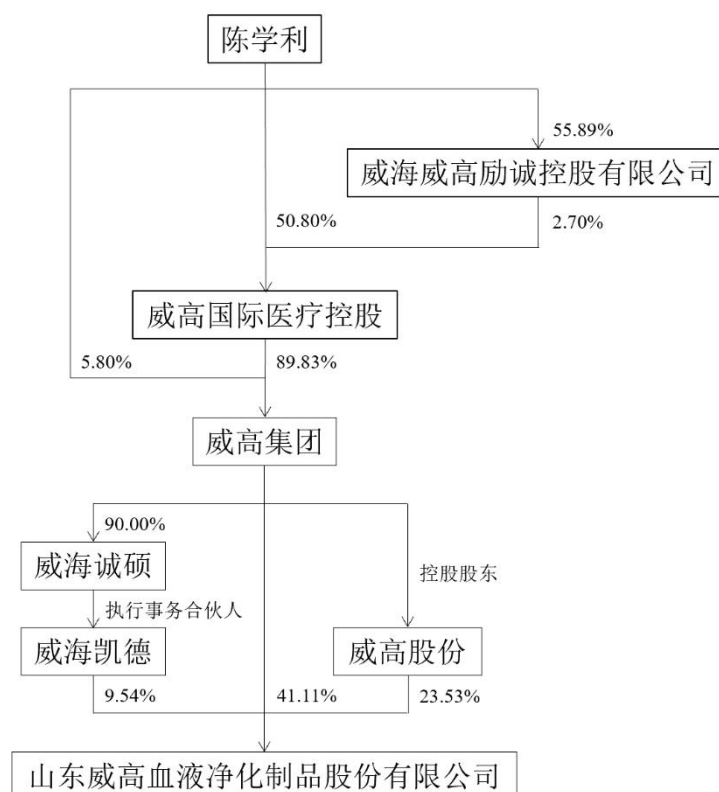 陈学利
55.89%
威海威高励诚控股有限公司
50.80%
2.70%
威高国际医疗控股
5.80%
89.83%
威高集团
90.00%
威海诚硕
控股股东
执行事务合伙人
威海凯德
威高股份
9.54%
41.11%
23.53%
山东威高血液净化制品股份有限公司